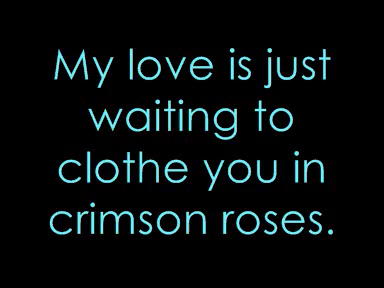 My love is just
waiting to
clothe you in
crimson roses.